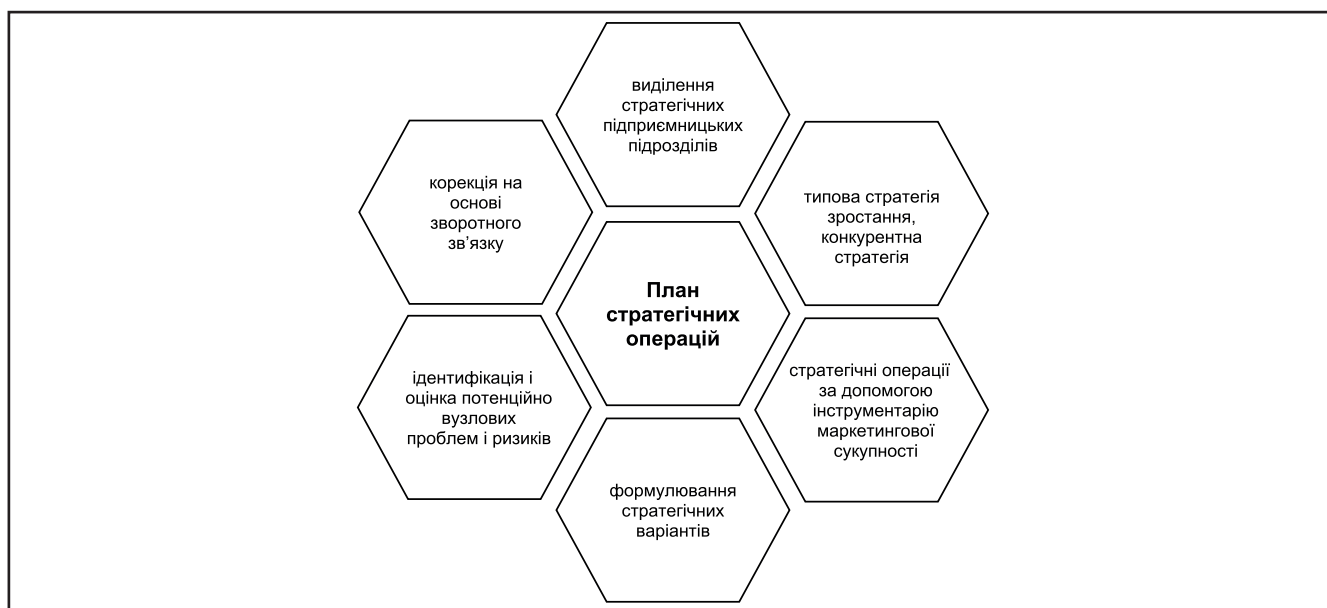 виділення
стратегічних
підприємницьких
підрозділів
типова стратегія
зростання,
конкурентна
стратегія
стратегічні операції
за допомогою
інструментарію
маркетингової
сукупності
формулювання
стратегічних
варіантів
ідентифікація і
оцінка потенційно
вузлових
проблем і ризиків
корекція на
основі
зворотного
зв’язку
План
стратегічних
операцій